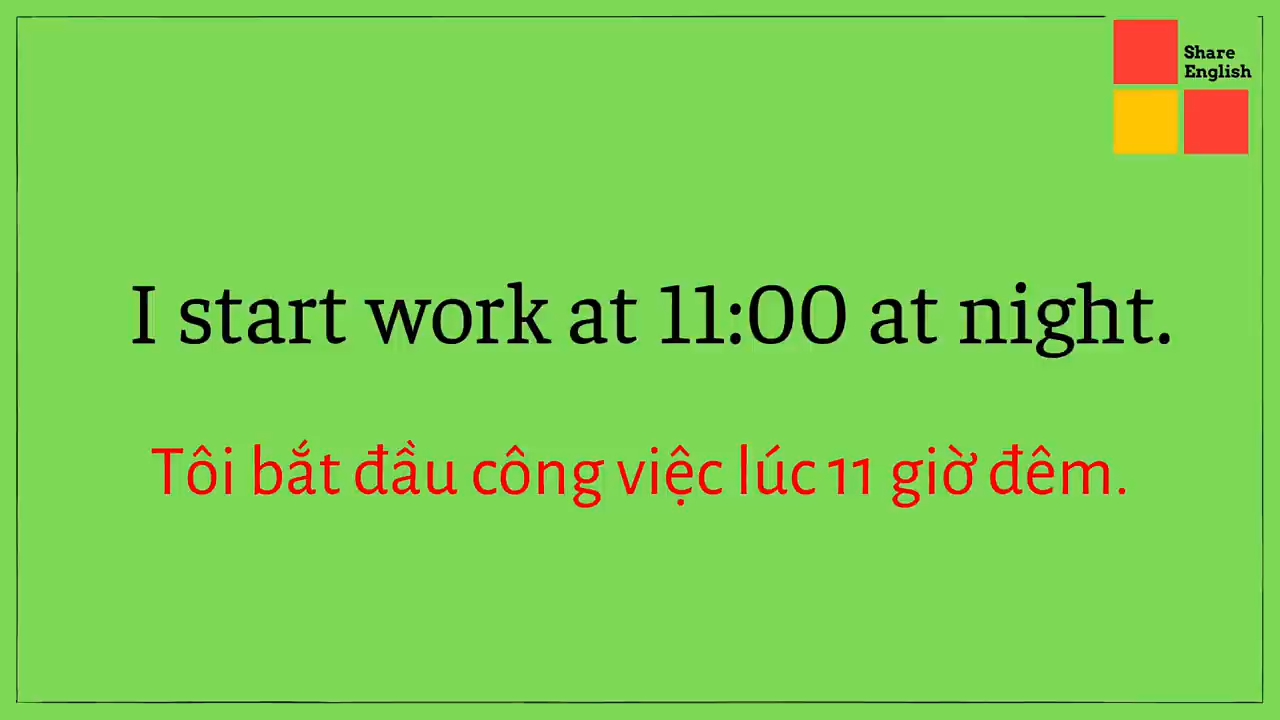 Share
English
I start work at 11:00 at night.
Tôi bắt đầu công việc lúc 11 giờ đêm.